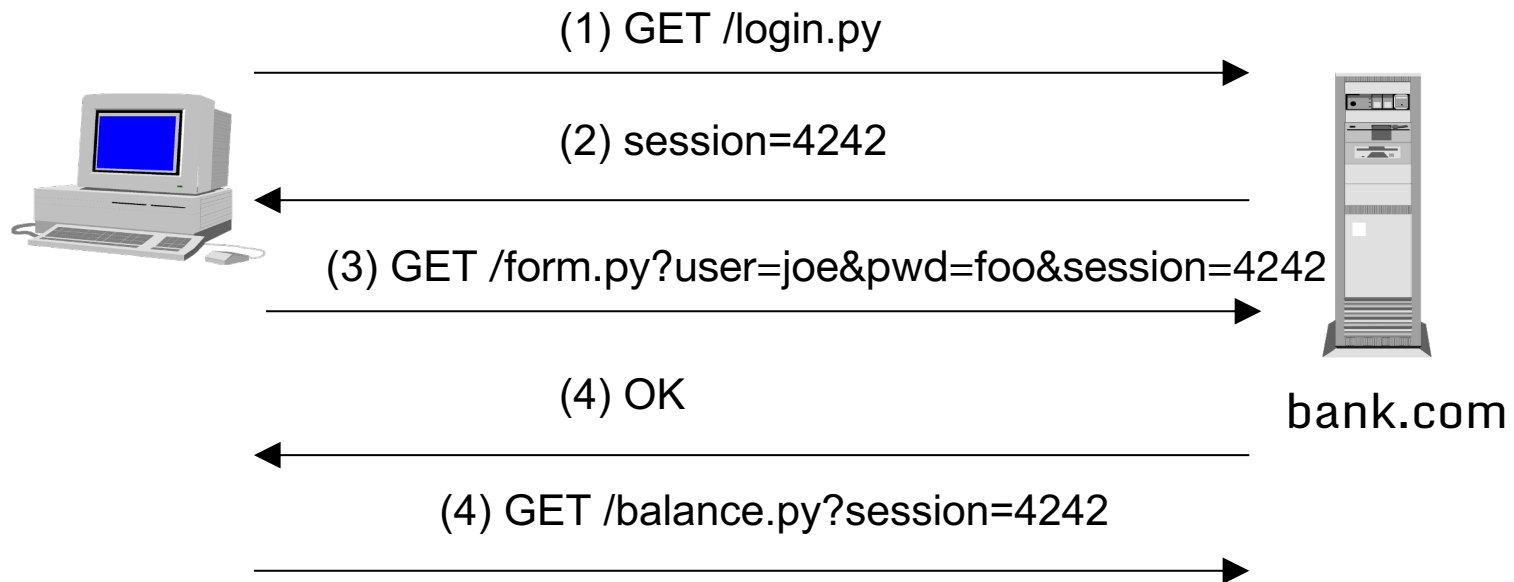 (1) GET /login.py
(2) session=4242
(3) GET /form.py?user=joe&pwd=foo&session=4242
(4) OK
bank.com
(4) GET /balance.py?session=4242